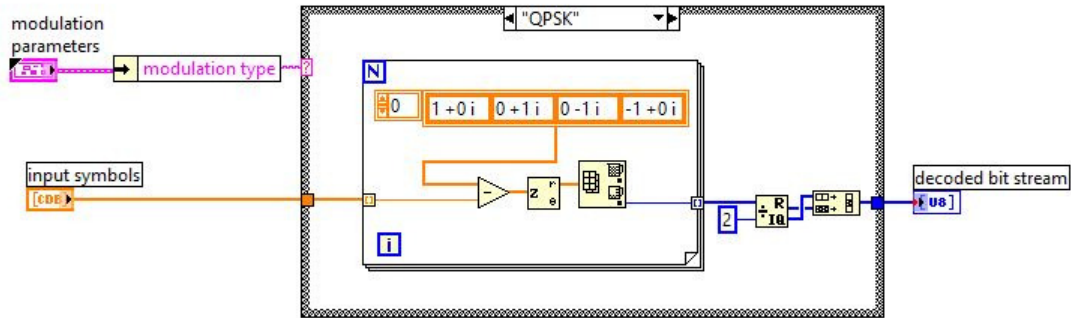 "QPSK"
modulation
parameters
modulation type
?
N
0
1 +0 i
0 +1 i
0 -1 i
-1 +0 i
input symbols
[CDB]
-
z
r
e
i
2
÷
R
IQ
decoded bit stream
U8